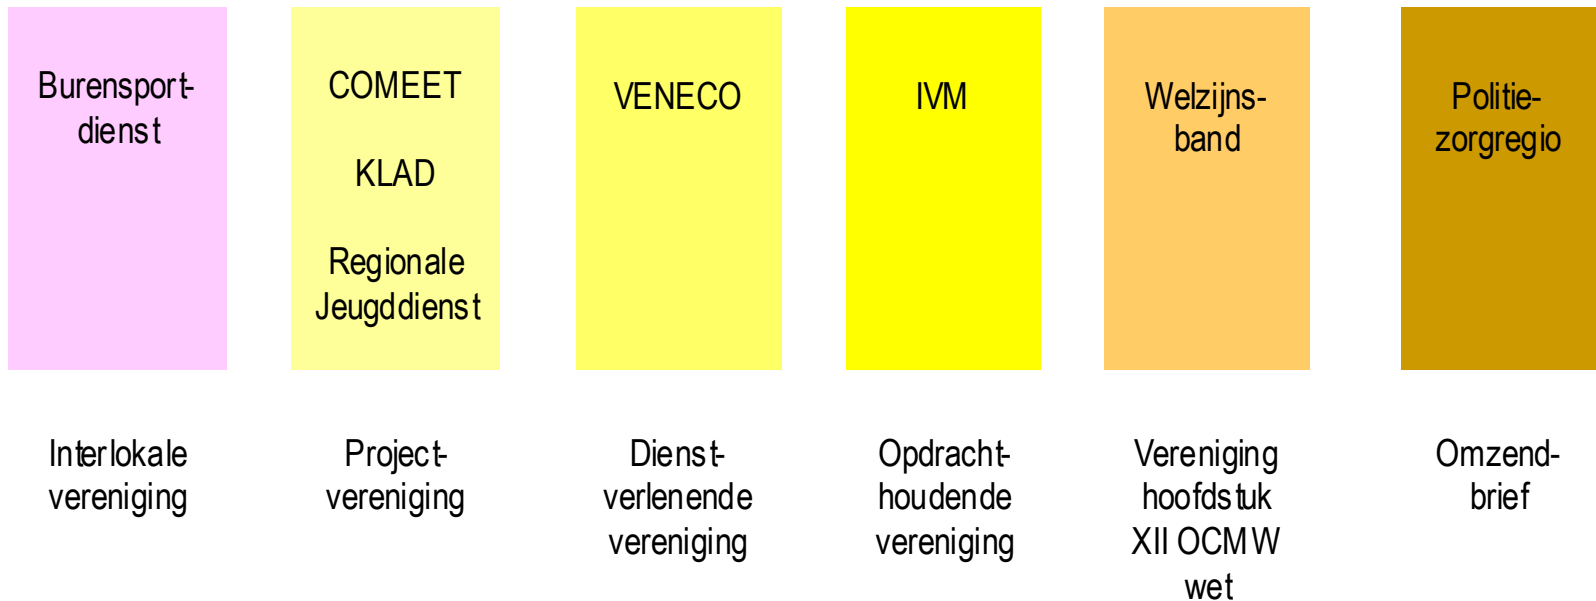 Burensport-
dienst
COMEET
KLAD
Regionale
Jeugddienst
VENECO
IVM
Welzijns-
band
Politie-
zorgregio
Interlokale
vereniging
Project-
vereniging
Dienst-
verlenende
vereniging
Opdracht-
houdende
vereniging
Vereniging
hoofdstuk
XII OCMW
wet
Omzend-
brief